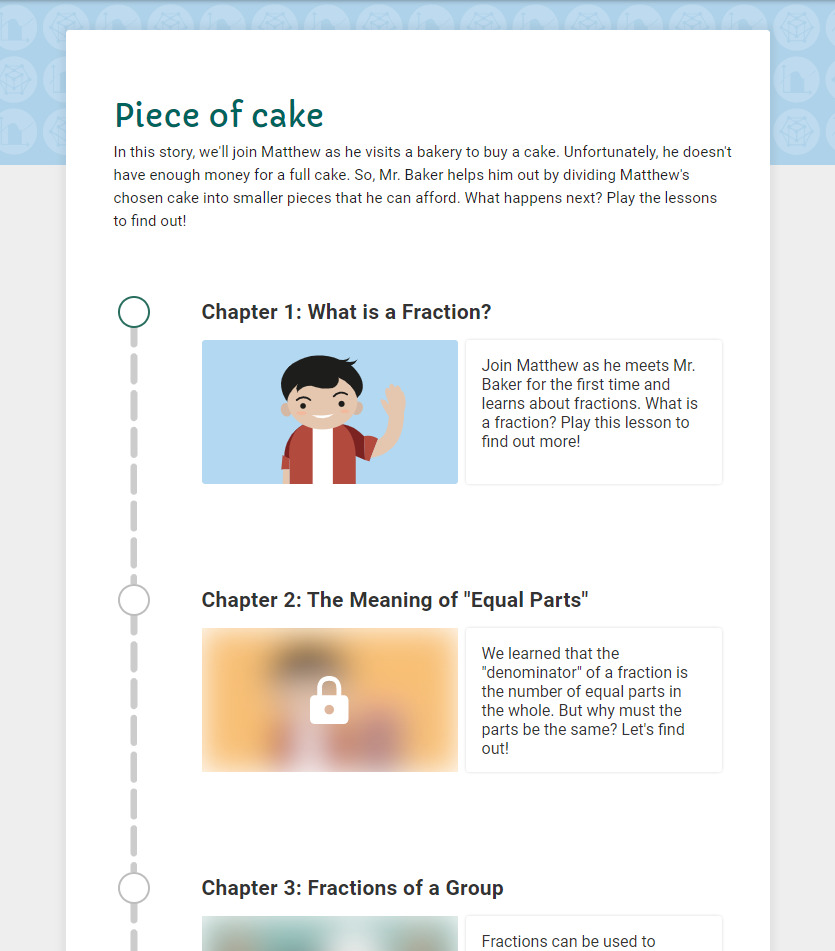 Piece of cake
In this story, we'll join Matthew as he visits a bakery to buy a cake. Unfortunately, he doesn't
have enough money for a full cake. So, Mr. Baker helps him out by dividing Matthew's
chosen cake into smaller pieces that he can afford. What happens next? Play the lessons
to find out!
Chapter 1: What is a Fraction?
Join Matthew as he meets Mr.
Baker for the first time and
learns about fractions. What is
a fraction? Play this lesson to
find out more!
Chapter 2: The Meaning of "Equal Parts"
We learned that the
"denominator" of a fraction is
the number of equal parts in
the whole. But why must the
parts be the same? Let's find
out!
Chapter 3: Fractions of a Group
Fractions can be used to